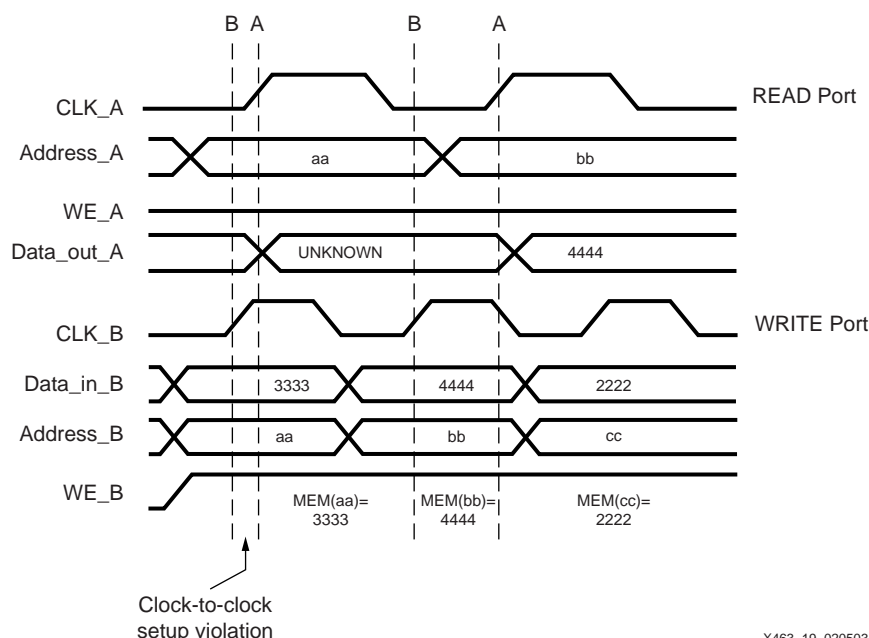 B A B A
CLK_A READ Port
Address_A aa bb
WE_A
Data_out_A UNKNOWN 4444
CLK_B WRITE Port
Data_in_B 3333 4444 2222
Address_B aa bb cc
WE_B
MEM(aa)= MEM(bb)= MEM(cc)=
3333 4444 2222
Clock-to-clock
setup violation
X463_19_020503